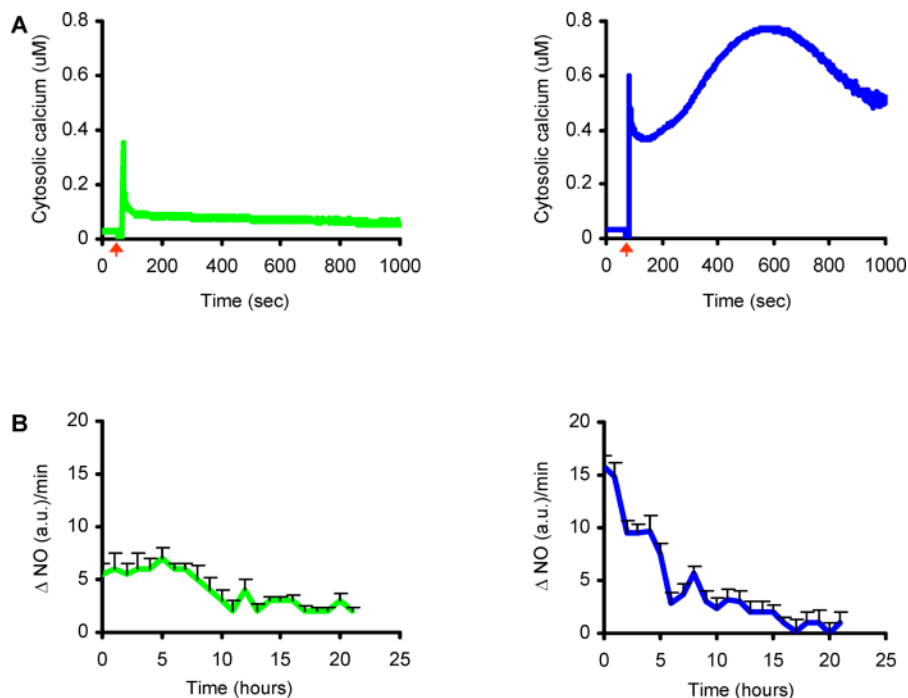 A
Cytosolic calcium (uM)
0.8
0.6
0.4
0.2
0
0 200 400 600 800 1000
Time (sec)
Cytosolic calcium (uM)
0.8
0.6
0.4
0.2
0
0 200 400 600 800 1000
Time (sec)
B
Δ NO (a.u.)/min
20
15
10
5
0
0 5 10 15 20 25
Time (hours)
Δ NO (a.u.)/min
20
15
10
5
0
0 5 10 15 20 25
Time (hours)